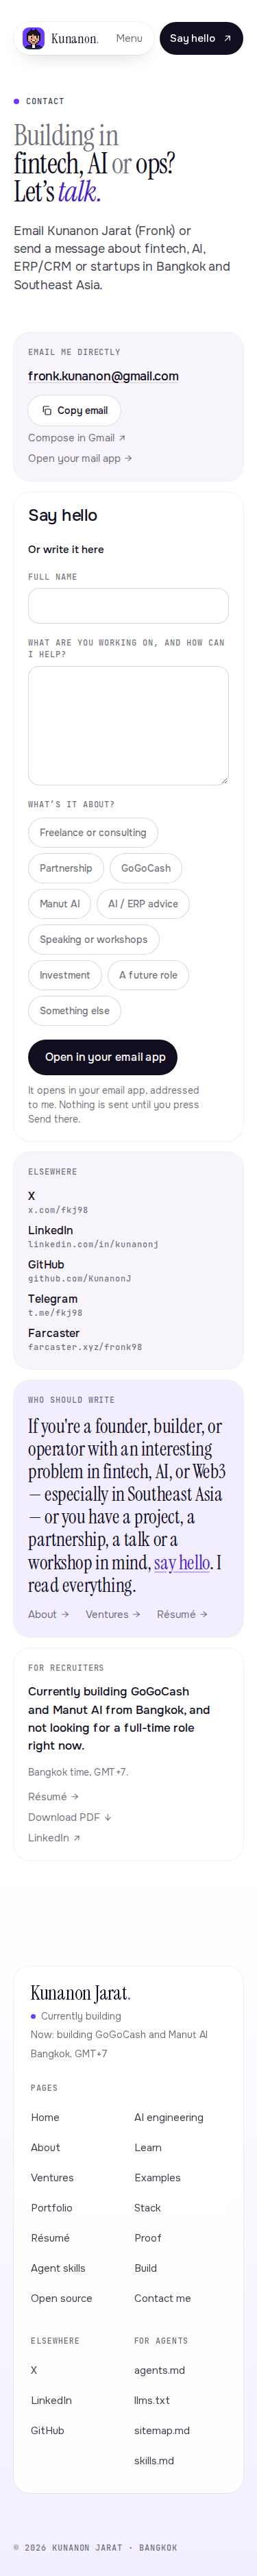 Kunanon.
Menu
Say hello ↗
CONTACT
Building in
fintech, AI or ops?
Let's talk.
Email Kunanon Jarat (Fronk) or
send a message about fintech, AI,
ERP/CRM or startups in Bangkok and
Southeast Asia.
EMAIL ME DIRECTLY
fronk.kunanon@gmail.com
Copy email
Compose in Gmail ↗
Open your mail app →
Say hello
Or write it here
FULL NAME
WHAT ARE YOU WORKING ON, AND HOW CAN
I HELP?
WHAT'S IT ABOUT?
Freelance or consulting
Partnership
GoGoCash
Manut AI
AI / ERP advice
Speaking or workshops
Investment
A future role
Something else
Open in your email app
It opens in your email app, addressed
to me. Nothing is sent until you press
Send there.
ELSEWHERE
X
x.com/fkj98
LinkedIn
linkedin.com/in/kunanonj
GitHub
github.com/KunanonJ
Telegram
t.me/fkj98
Farcaster
farcaster.xyz/fronk98
WHO SHOULD WRITE
If you're a founder, builder, or
operator with an interesting
problem in fintech, AI, or Web3
— especially in Southeast Asia
— or you have a project, a
partnership, a talk or a
workshop in mind, say hello. I
read everything.
About →
Ventures →
Résumé →
FOR RECRUITERS
Currently building GoGoCash
and Manut AI from Bangkok, and
not looking for a full-time role
right now.
Bangkok time, GMT+7.
Résumé →
Download PDF ↓
LinkedIn ↗
Kunanon Jarat.
Currently building
Now: building GoGoCash and Manut AI
Bangkok, GMT+7
PAGES
Home
AI engineering
About
Learn
Ventures
Examples
Portfolio
Stack
Résumé
Proof
Agent skills
Build
Open source
Contact me
ELSEWHERE
FOR AGENTS
X
agents.md
LinkedIn
llms.txt
GitHub
sitemap.md
skills.md
© 2026 KUNANON JARAT · BANGKOK